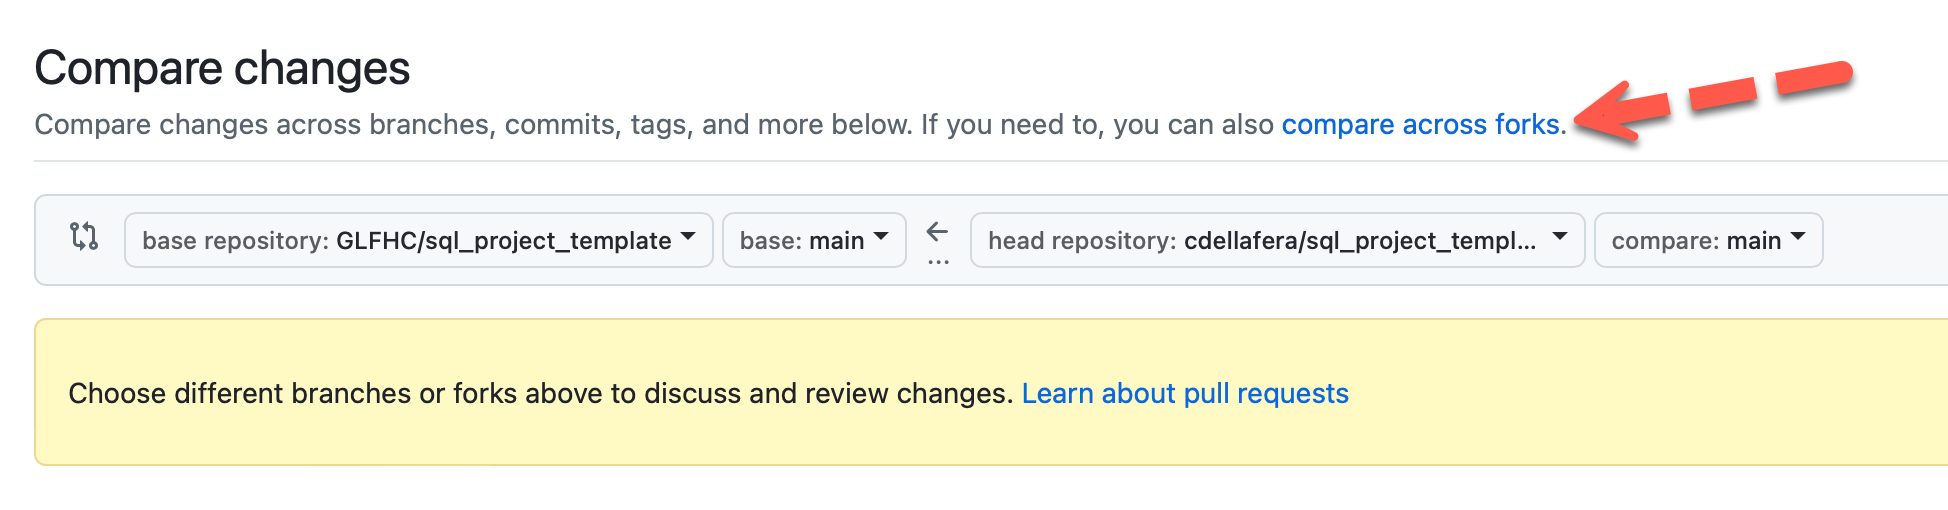 Compare changes
Compare changes across branches, commits, tags, and more below. If you need to, you can also compare across forks.
base repository: GLFHC/sql_project_template base: main ... head repository: cdellafera/sql_project_templ... compare: main
Choose different branches or forks above to discuss and review changes. Learn about pull requests